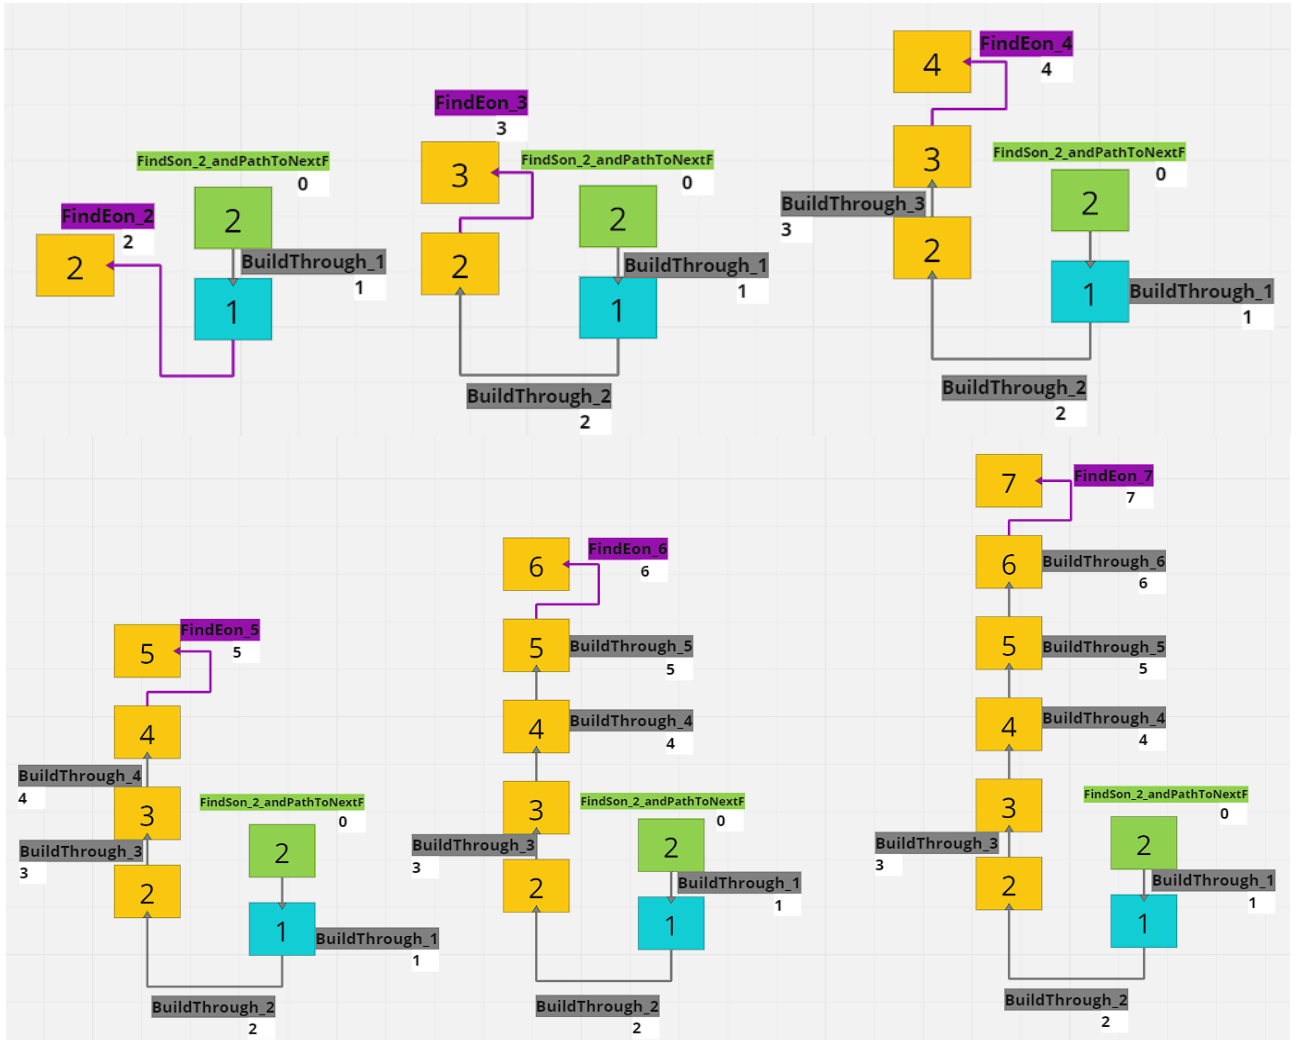 FindEon_2
2
2
FindSon_2_andPathToNextF
0
2
BuildThrough_1
1
1
FindEon_3
3
3
2
FindSon_2_andPathToNextF
0
2
BuildThrough_1
1
1
BuildThrough_2
2
4
FindEon_4
4
3
BuildThrough_3
3
2
FindSon_2_andPathToNextF
0
2
1
BuildThrough_1
1
BuildThrough_2
2
5
FindEon_5
5
4
BuildThrough_4
4
3
BuildThrough_3
3
2
FindSon_2_andPathToNextF
0
2
1
BuildThrough_1
1
BuildThrough_2
2
6
FindEon_6
6
5
BuildThrough_5
5
4
BuildThrough_4
4
3
BuildThrough_3
3
2
FindSon_2_andPathToNextF
0
2
BuildThrough_1
1
1
BuildThrough_2
2
7
FindEon_7
7
6
BuildThrough_6
6
5
BuildThrough_5
5
4
BuildThrough_4
4
3
BuildThrough_3
3
2
FindSon_2_andPathToNextF
0
2
BuildThrough_1
1
1
BuildThrough_2
2